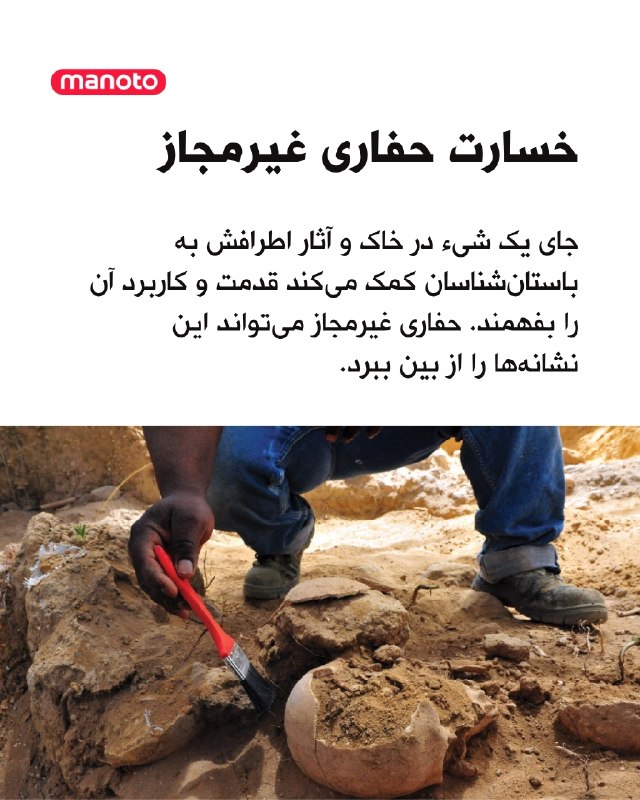 manoto
خسارت حفاری غیرمجاز
جای یک شیء در خاک و آثار اطرافش به
باستان‌شناسان کمک می‌کند قدمت و کاربرد آن
را بفهمند. حفاری غیرمجاز می‌تواند این
نشانه‌ها را از بین ببرد.